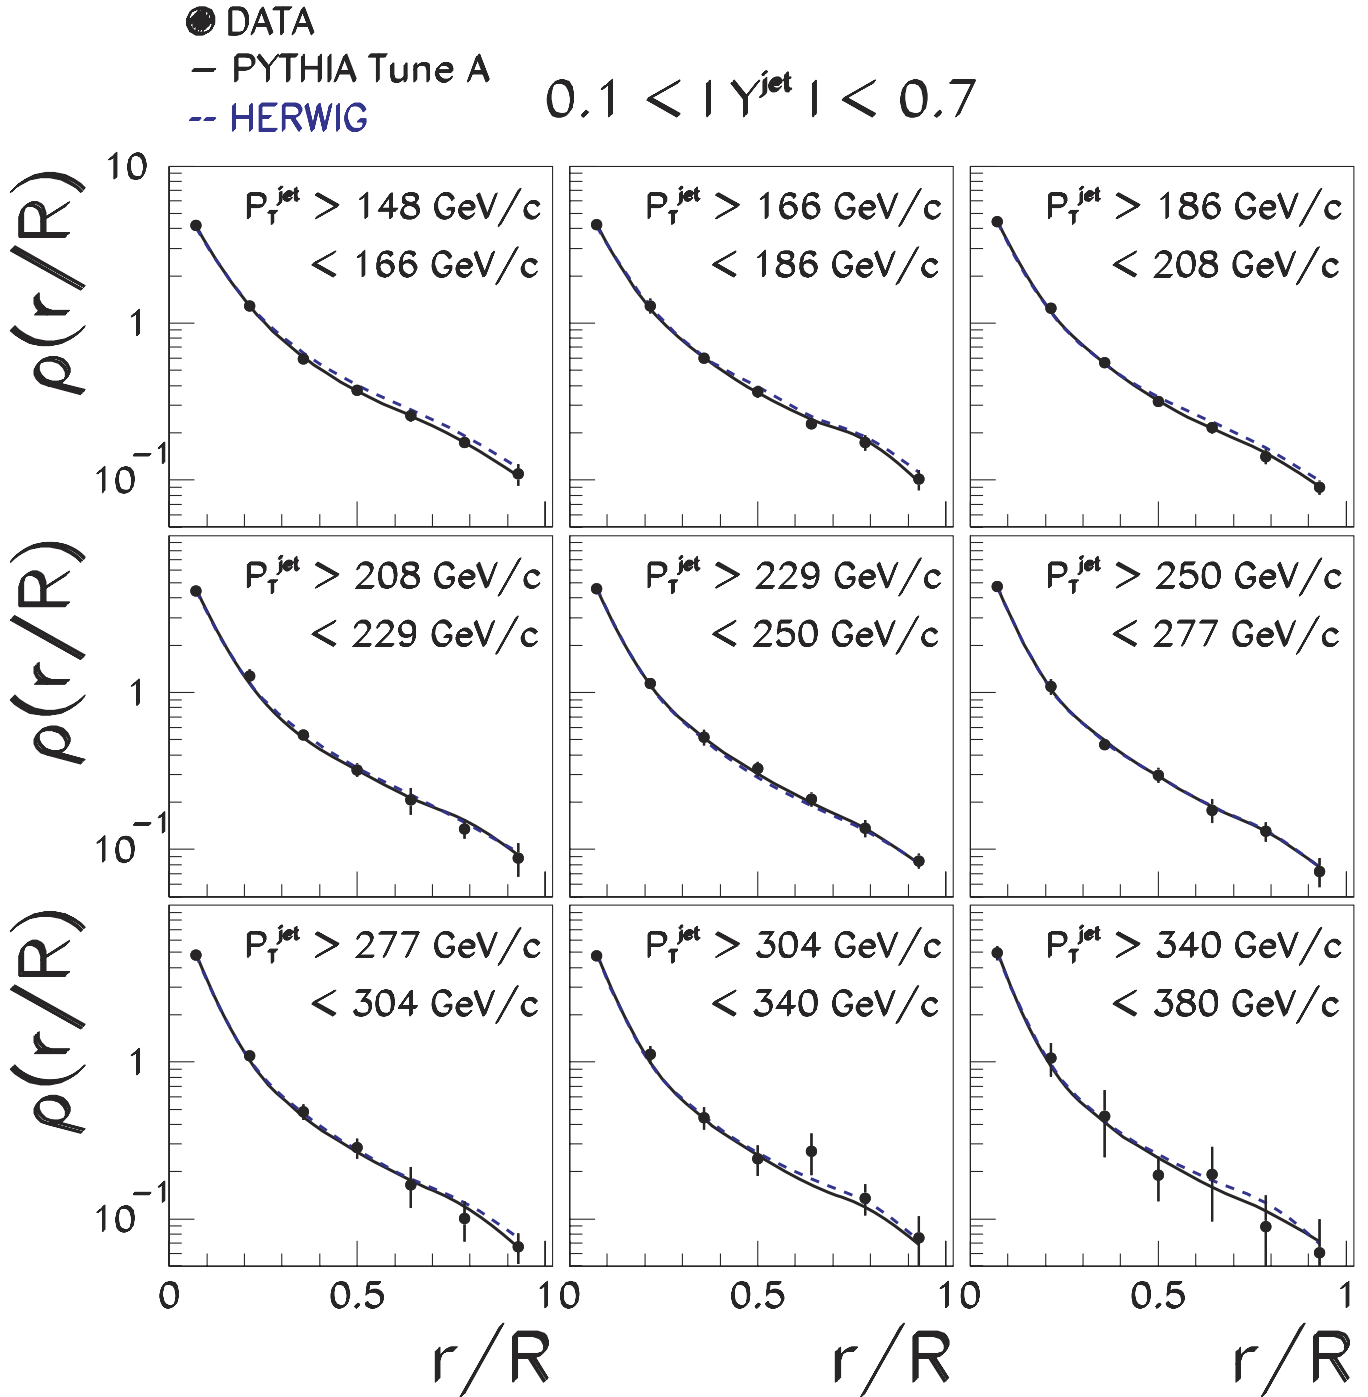 DATA
— PYTHIA Tune A
-- HERWIG
0.1 < | Y^jet | < 0.7
ρ(r/R)
10
1
10^-1
P_T^jet > 148 GeV/c
< 166 GeV/c
P_T^jet > 166 GeV/c
< 186 GeV/c
P_T^jet > 186 GeV/c
< 208 GeV/c
ρ(r/R)
1
10^-1
P_T^jet > 208 GeV/c
< 229 GeV/c
P_T^jet > 229 GeV/c
< 250 GeV/c
P_T^jet > 250 GeV/c
< 277 GeV/c
ρ(r/R)
1
10^-1
P_T^jet > 277 GeV/c
< 304 GeV/c
P_T^jet > 304 GeV/c
< 340 GeV/c
P_T^jet > 340 GeV/c
< 380 GeV/c
0 0.5 1 0 0.5 1 0 0.5 1
r/R r/R r/R